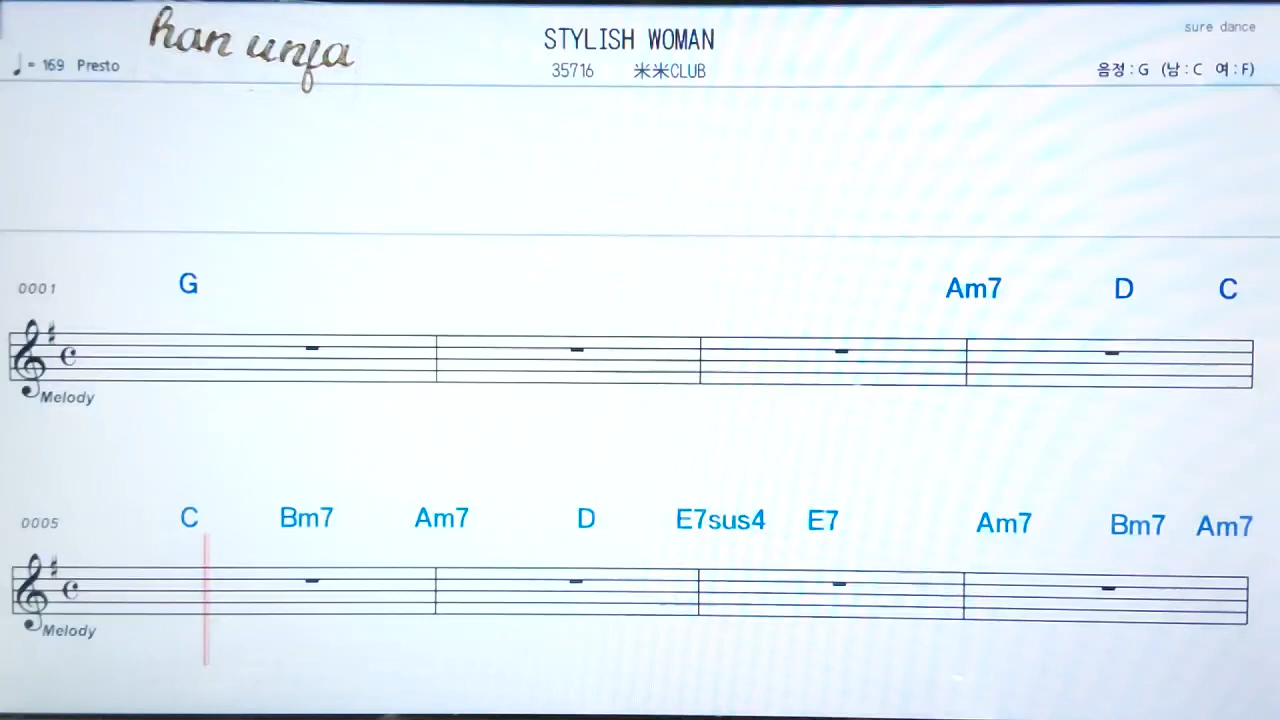 han unfa
STYLISH WOMAN
sure dance
♩= 169 Presto
35716 米米CLUB
음정:G (남:C 여:F)
0001 G Am7 D C
Melody
0005 C Bm7 Am7 D E7sus4 E7 Am7 Bm7 Am7
Melody